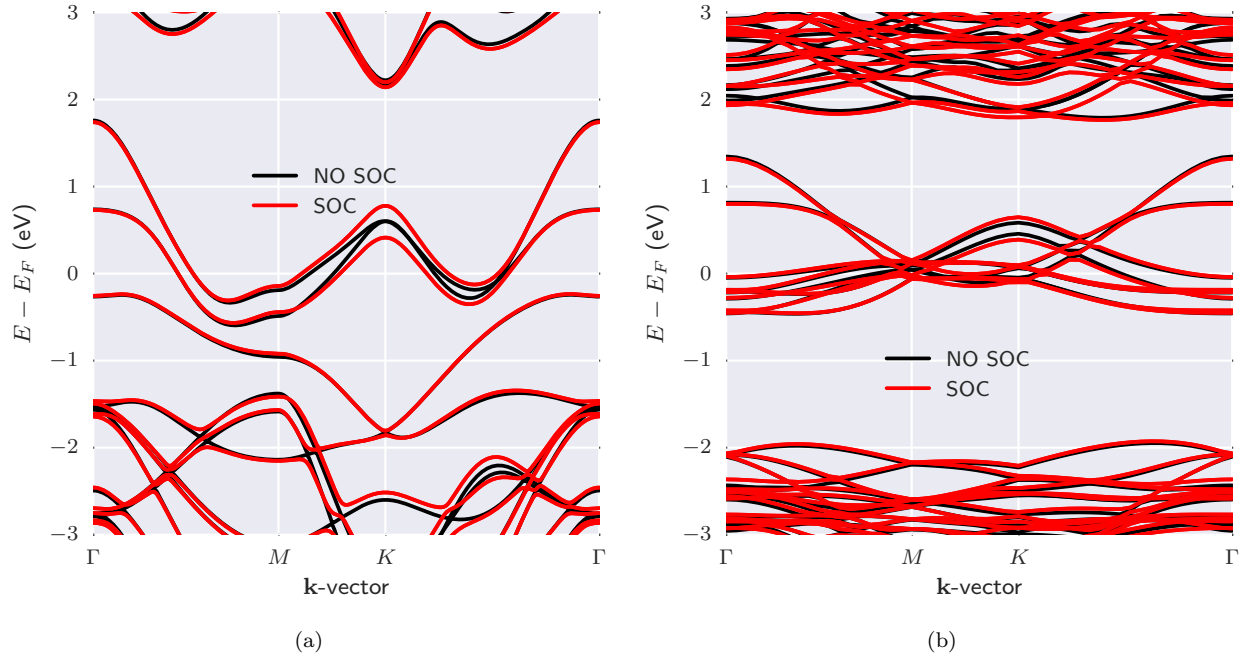 3
2
1
0
−1
−2
−3
E − E_F (eV)
NO SOC
SOC
Γ
M
K
Γ
k-vector
(a)
3
2
1
0
−1
−2
−3
E − E_F (eV)
NO SOC
SOC
Γ
M
K
Γ
k-vector
(b)